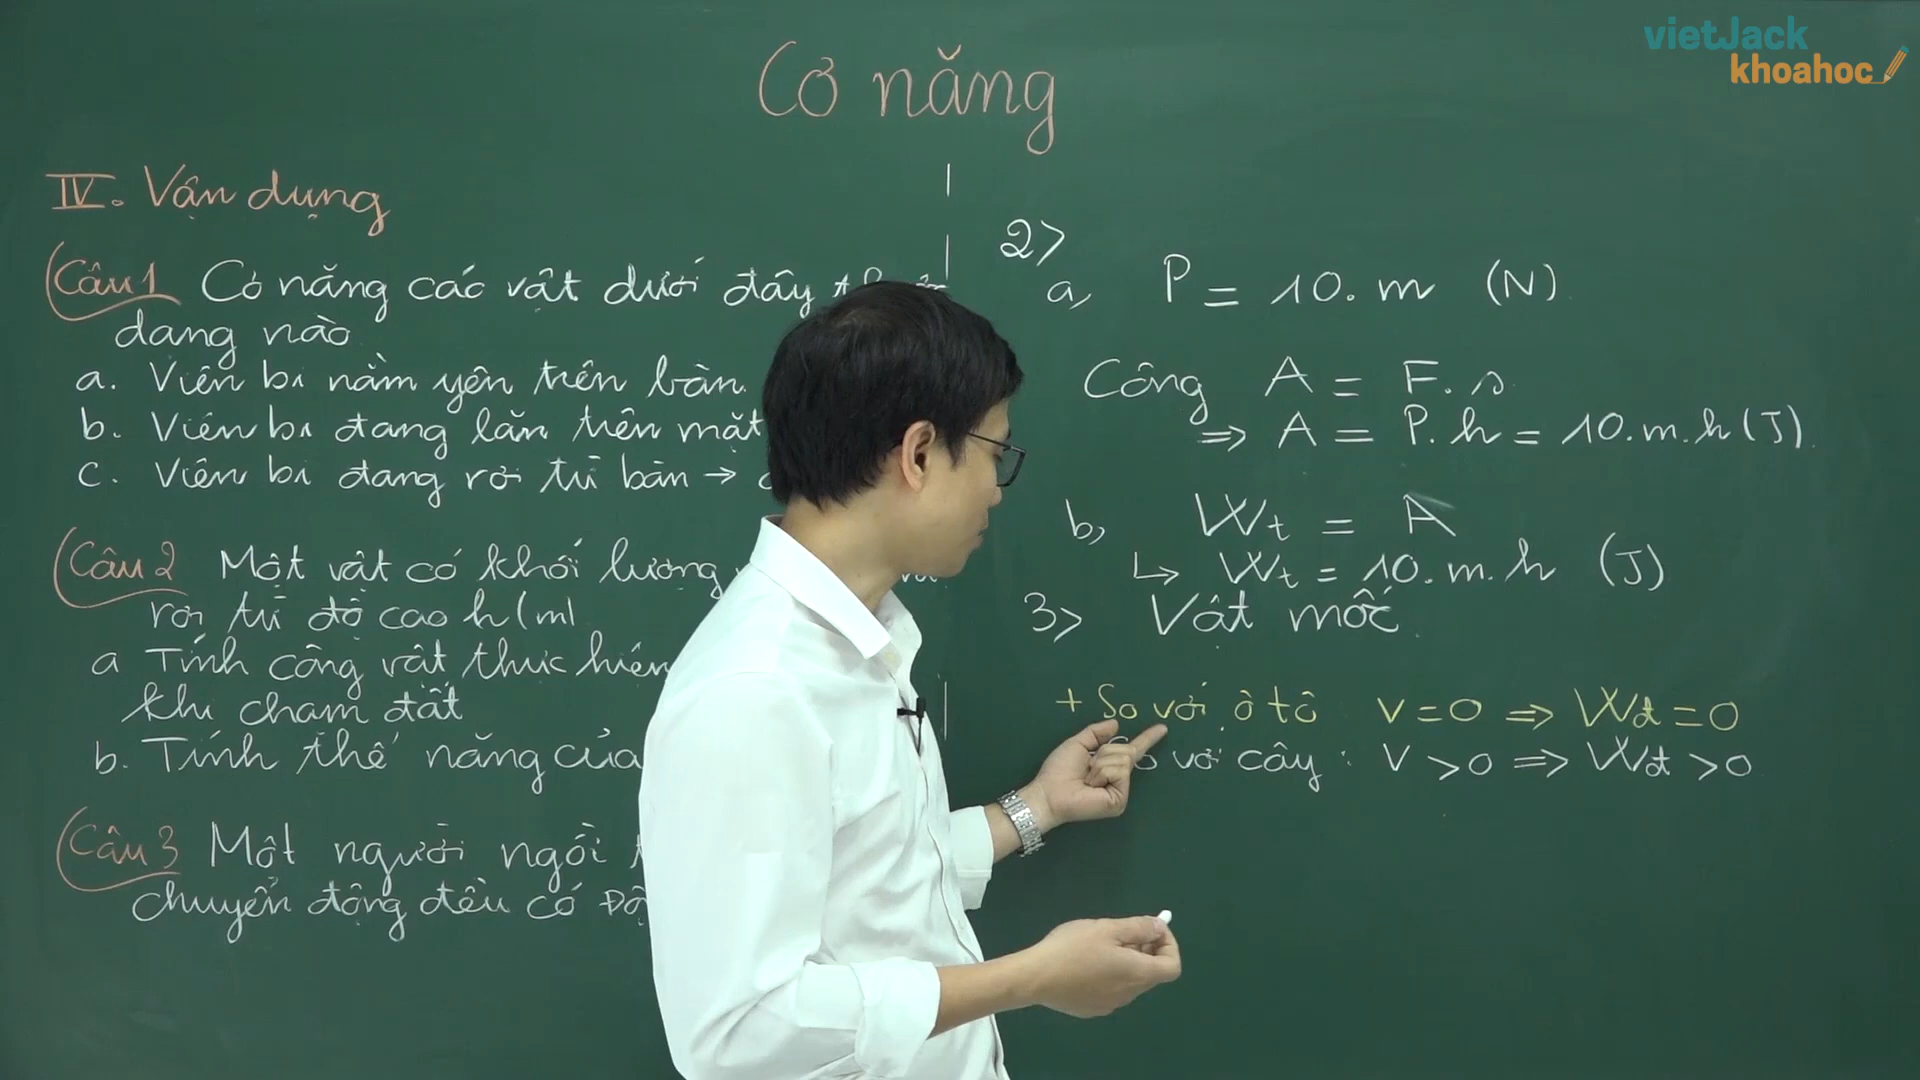 vietJack
khoahoc
Cơ năng
IV. Vận dụng
Câu 1 Cơ năng các vật dưới đây
dạng nào
a. Viên bi nằm yên trên bàn.
b. Viên bi đang lăn trên mặt
c. Viên bi đang rơi từ bàn →
Câu 2 Một vật có khối lượng
rơi từ độ cao h (m)
a Tính công vật thực hiện
khi chạm đất
b. Tính thế năng của
Câu 3 Một người ngồi
chuyển động đều có
2>
a, P = 10. m (N)
Công A = F. s
=> A = P. h = 10. m. h (J).
b, Wt = A
↳ Wt = 10. m. h (J)
3> Vật mốc
+ So với ô tô v = 0 => Wđ = 0
với cây : v > 0 => Wđ > 0